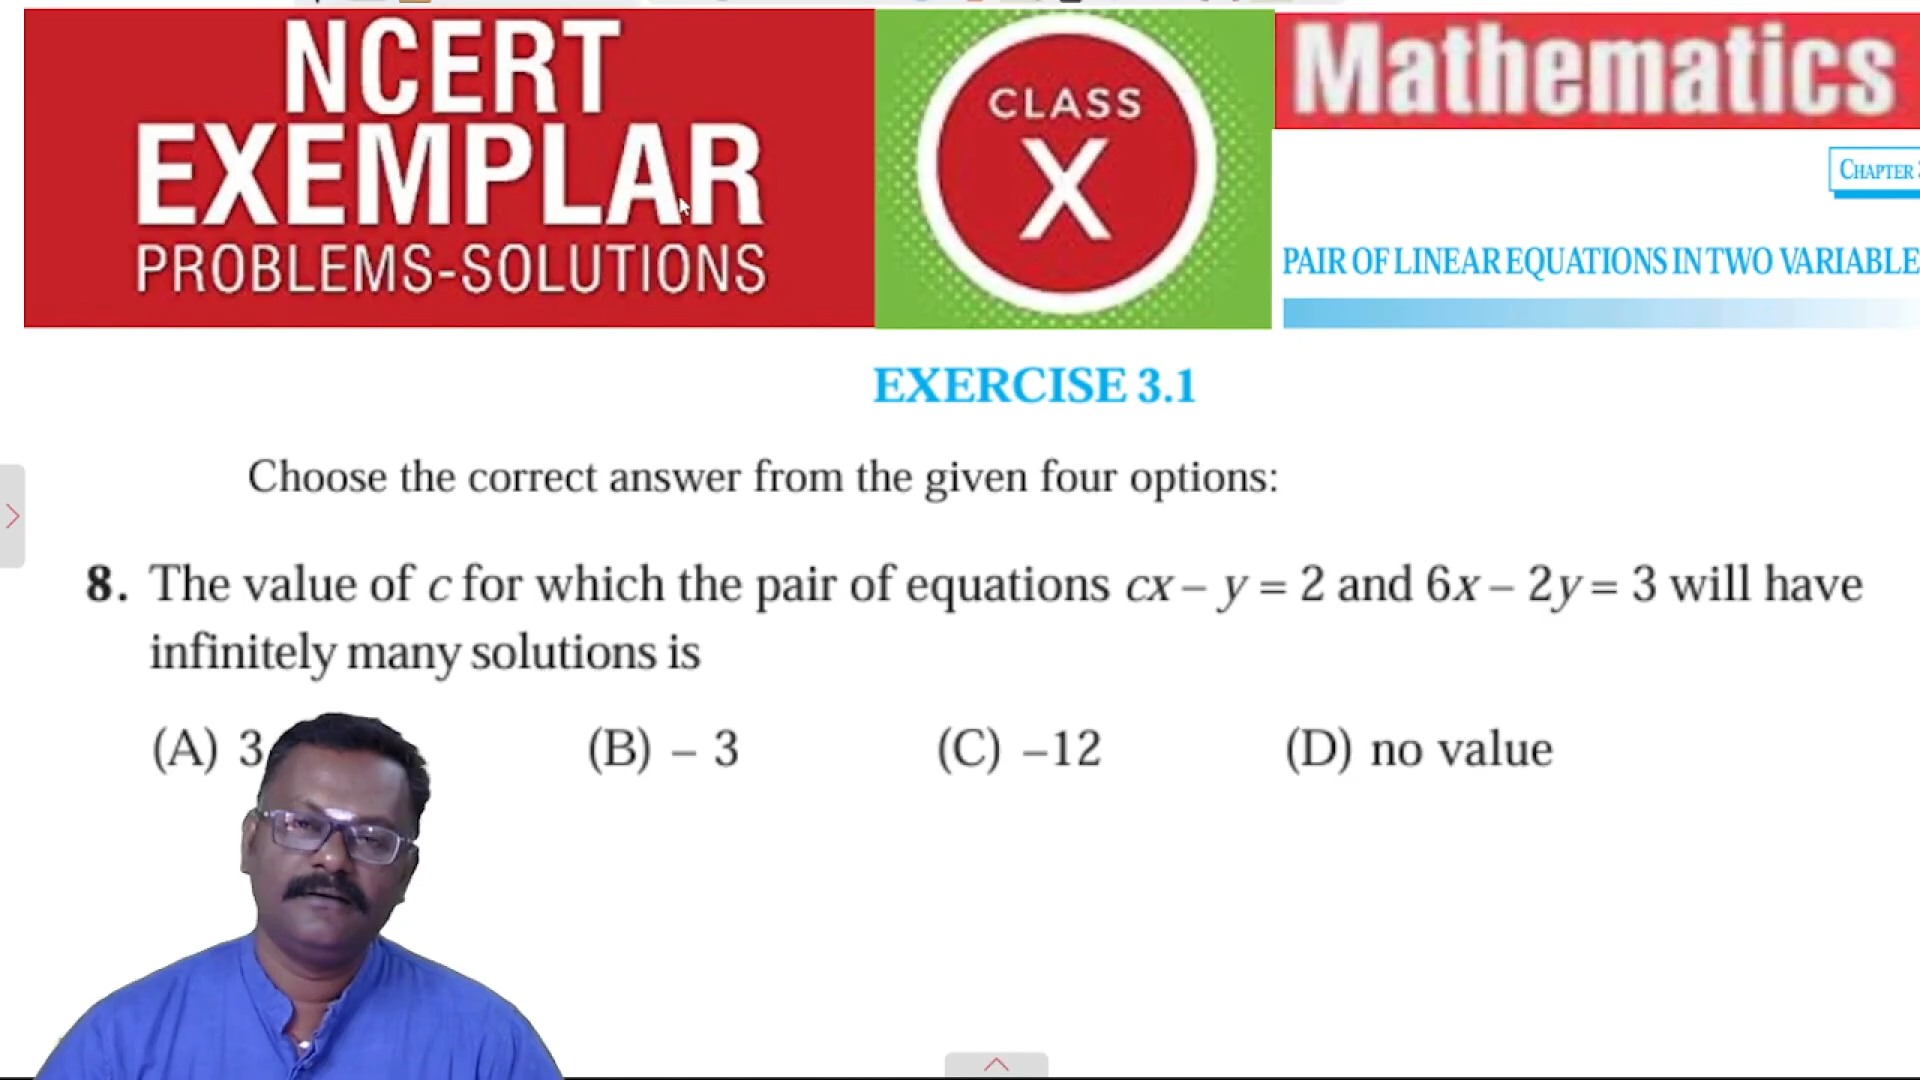 NCERT
EXEMPLAR
PROBLEMS-SOLUTIONS
CLASS
X
Mathematics
CHAPTER
PAIR OF LINEAR EQUATIONS IN TWO VARIABLE
EXERCISE 3.1
Choose the correct answer from the given four options:
8. The value of c for which the pair of equations cx – y = 2 and 6x – 2y = 3 will have
infinitely many solutions is
(A) 3 (B) – 3 (C) –12 (D) no value